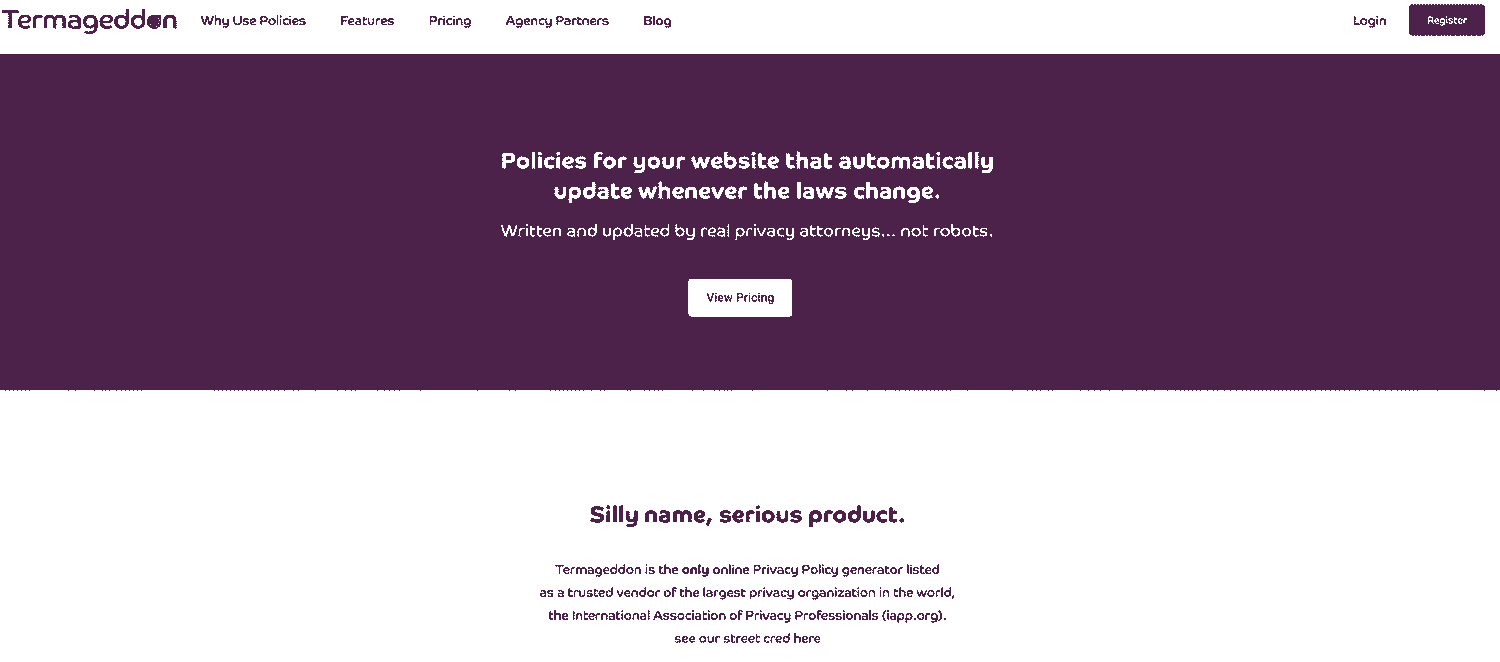 Termageddon
Why Use Policies
Features
Pricing
Agency Partners
Blog
Login
Register
Policies for your website that automatically
update whenever the laws change.
Written and updated by real privacy attorneys... not robots.
View Pricing
Silly name, serious product.
Termageddon is the only online Privacy Policy generator listed
as a trusted vendor of the largest privacy organization in the world,
the International Association of Privacy Professionals (iapp.org).
see our street cred here